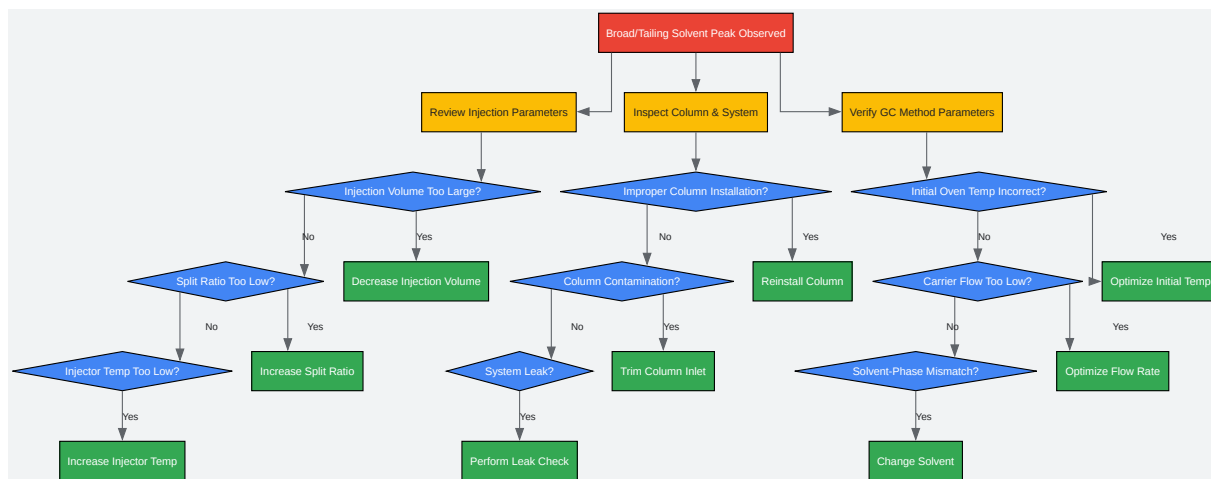 Broad/Tailing Solvent Peak Observed
Review Injection Parameters
Inspect Column & System
Verify GC Method Parameters
Injection Volume Too Large?
Improper Column Installation?
Initial Oven Temp Incorrect?
No
Yes
No
Yes
No
Yes
Split Ratio Too Low?
Decrease Injection Volume
Column Contamination?
Reinstall Column
Carrier Flow Too Low?
Optimize Initial Temp
No
Yes
No
Yes
No
Yes
Injector Temp Too Low?
Increase Split Ratio
System Leak?
Trim Column Inlet
Solvent-Phase Mismatch?
Optimize Flow Rate
Yes
Yes
Yes
Increase Injector Temp
Perform Leak Check
Change Solvent